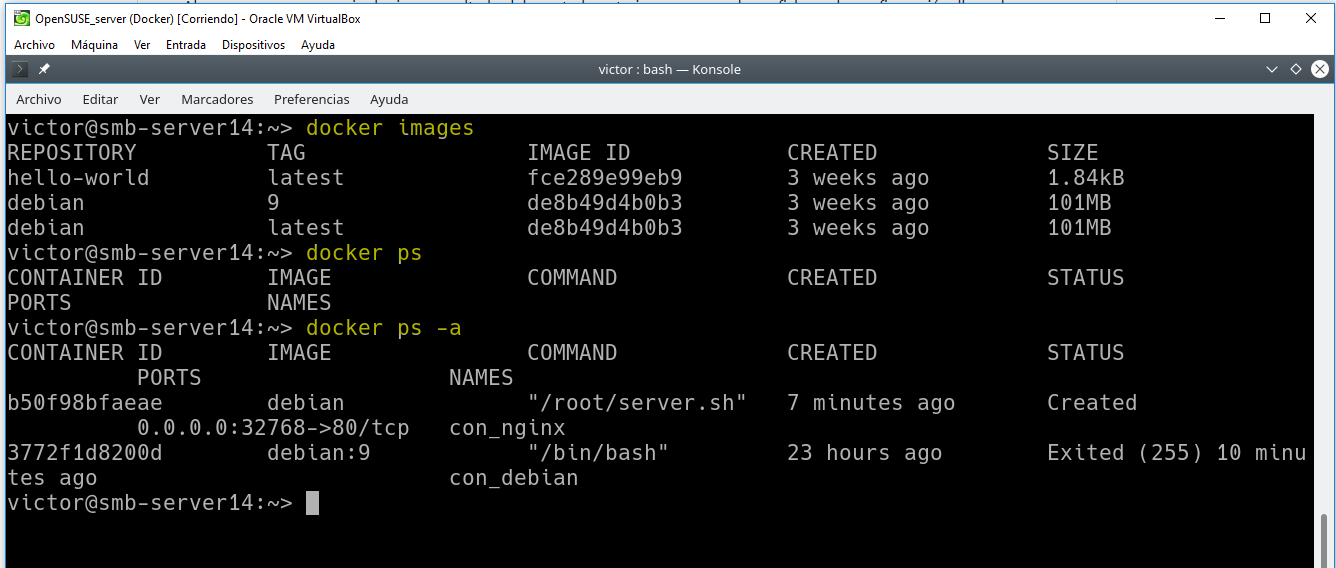 OpenSUSE_server (Docker) [Corriendo] - Oracle VM VirtualBox
Archivo Máquina Ver Entrada Dispositivos Ayuda
victor : bash — Konsole
Archivo Editar Ver Marcadores Preferencias Ayuda
victor@smb-server14:~> docker images
REPOSITORY TAG IMAGE ID CREATED SIZE
hello-world latest fce289e99eb9 3 weeks ago 1.84kB
debian 9 de8b49d4b0b3 3 weeks ago 101MB
debian latest de8b49d4b0b3 3 weeks ago 101MB
victor@smb-server14:~> docker ps
CONTAINER ID IMAGE COMMAND CREATED STATUS
PORTS NAMES
victor@smb-server14:~> docker ps -a
CONTAINER ID IMAGE COMMAND CREATED STATUS
PORTS NAMES
b50f98bfaeae debian "/root/server.sh" 7 minutes ago Created
0.0.0.0:32768->80/tcp con_nginx
3772f1d8200d debian:9 "/bin/bash" 23 hours ago Exited (255) 10 minu
tes ago con_debian
victor@smb-server14:~>